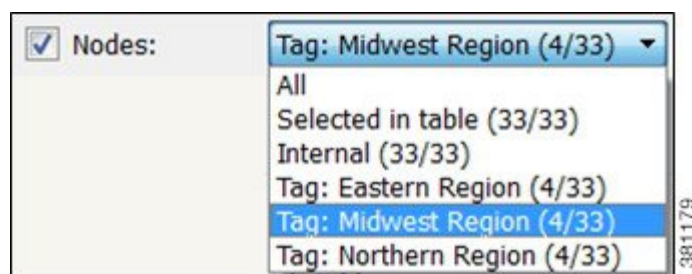 Nodes: Tag: Midwest Region (4/33)
All
Selected in table (33/33)
Internal (33/33)
Tag: Eastern Region (4/33)
Tag: Midwest Region (4/33)
Tag: Northern Region (4/33)
381179